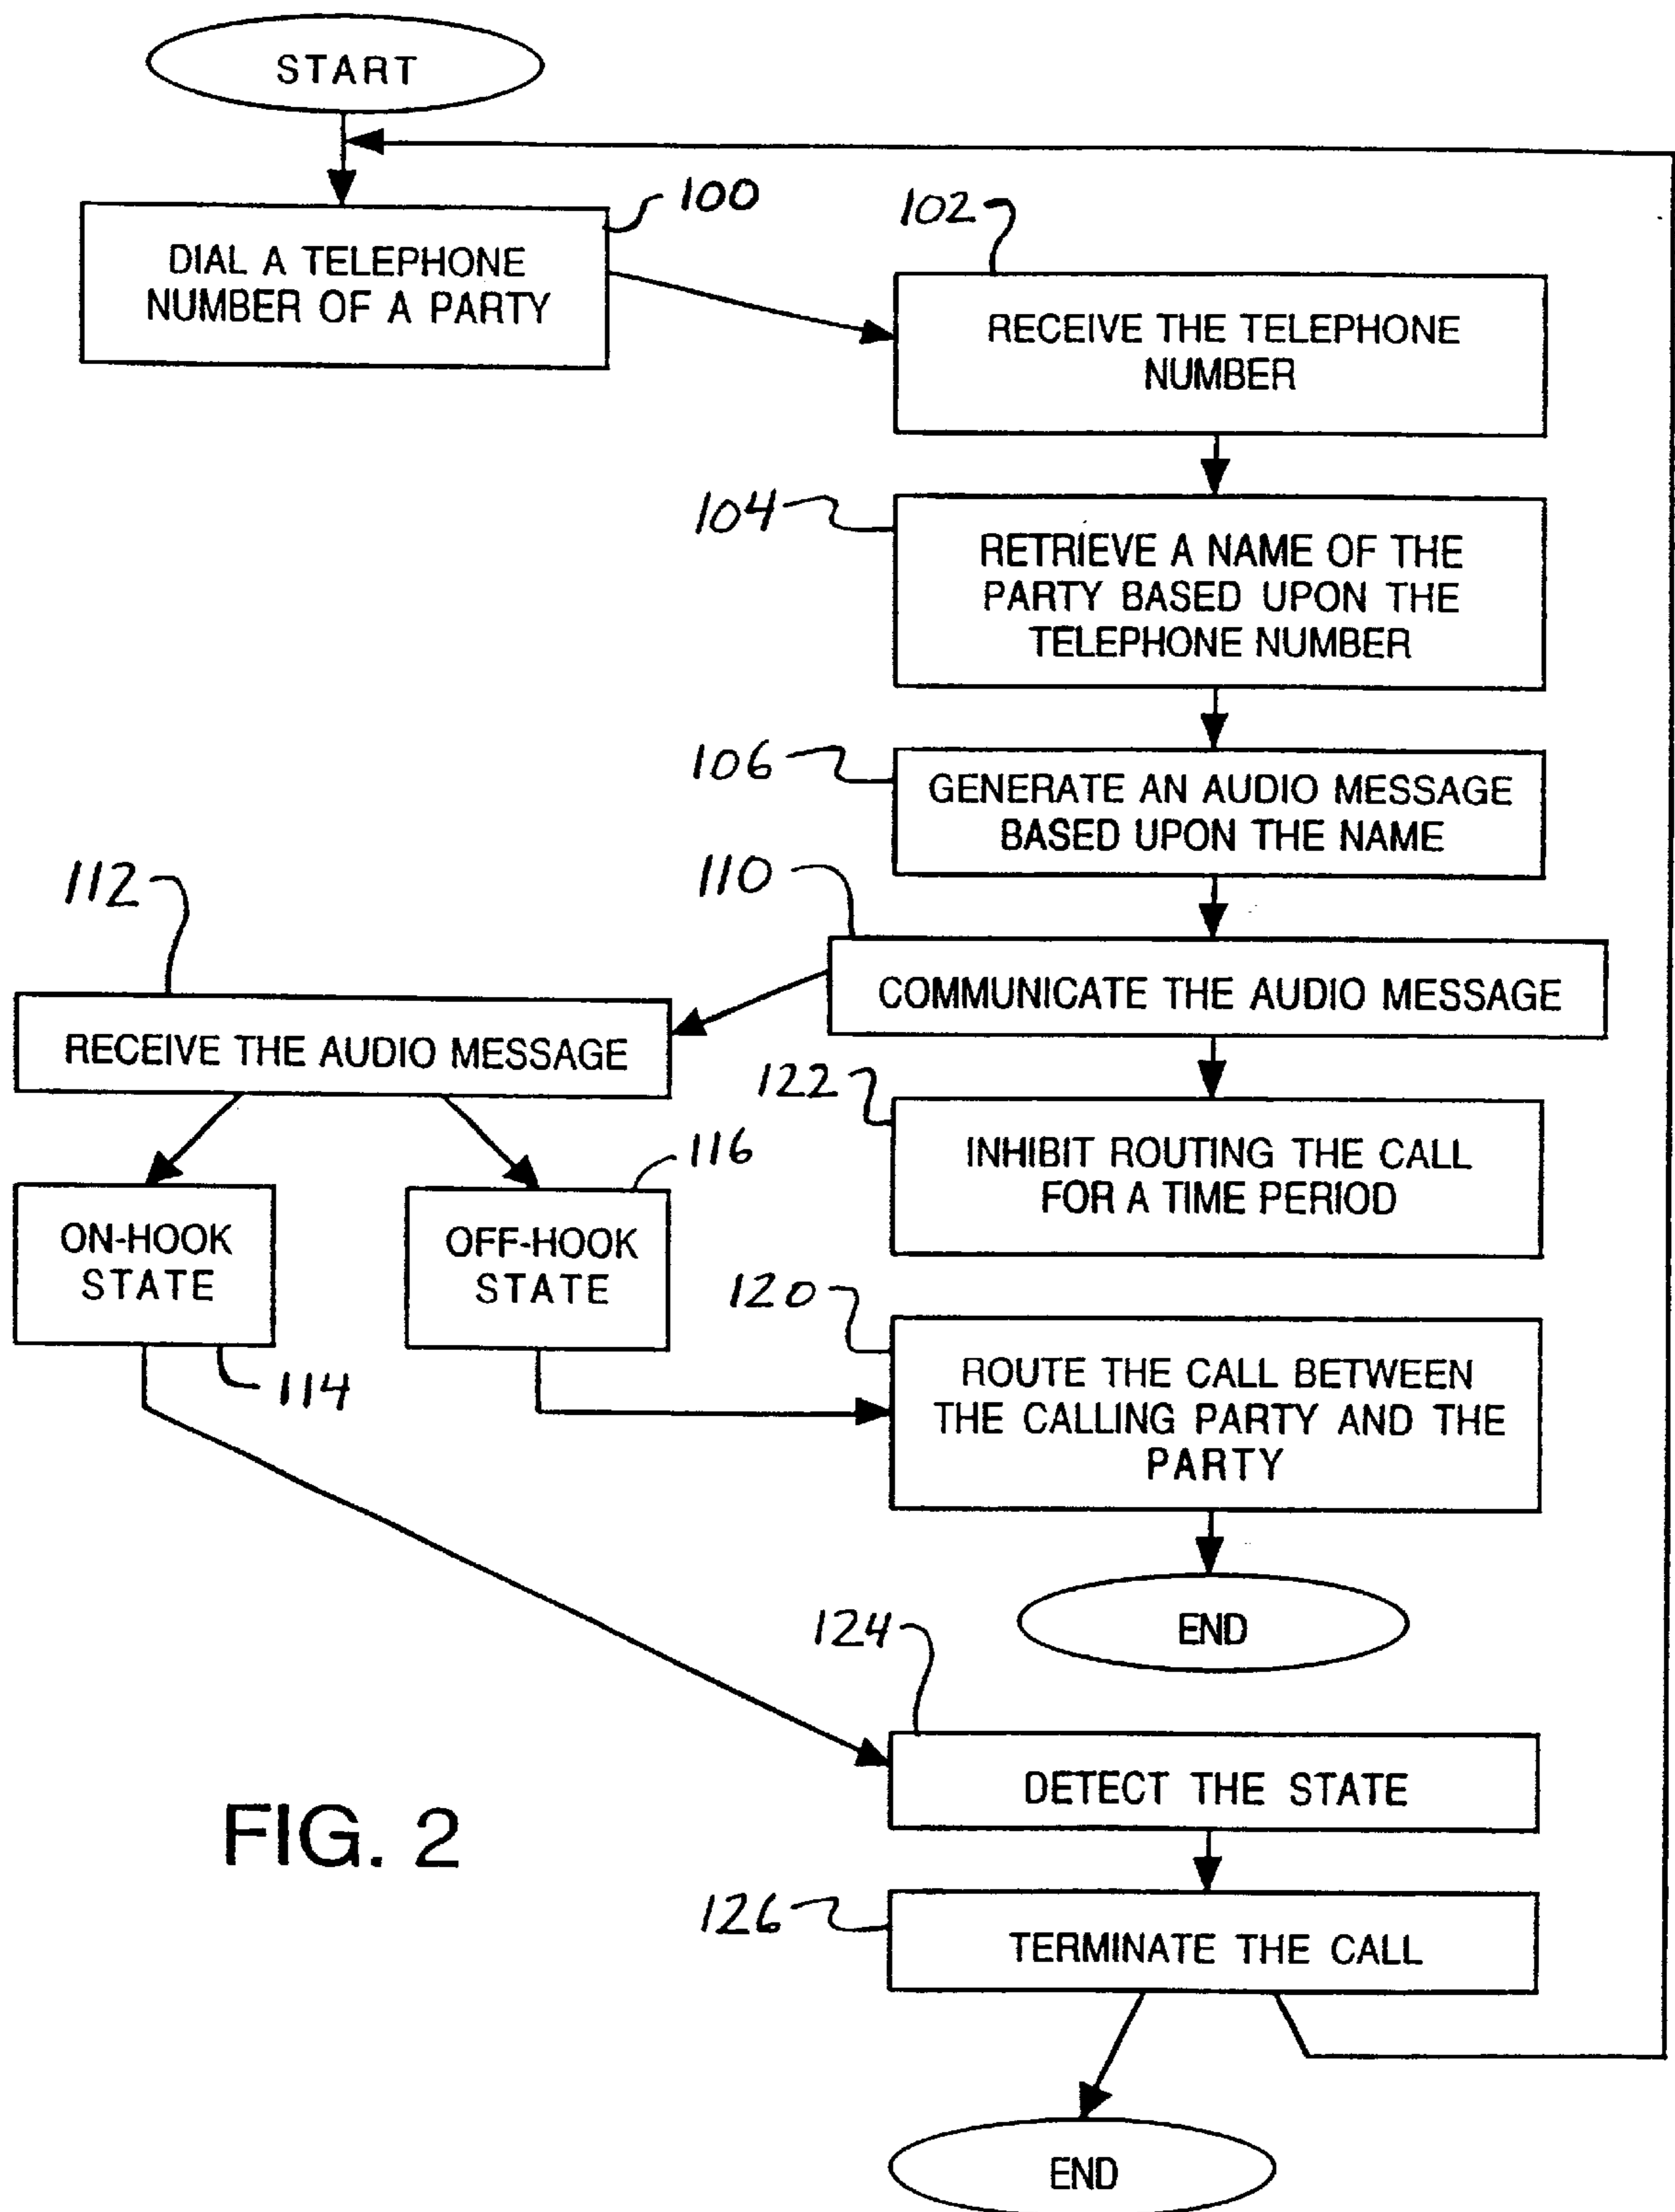 START
100
DIAL A TELEPHONE
NUMBER OF A PARTY
102
RECEIVE THE TELEPHONE
NUMBER
104
RETRIEVE A NAME OF THE
PARTY BASED UPON THE
TELEPHONE NUMBER
106
GENERATE AN AUDIO MESSAGE
BASED UPON THE NAME
110
COMMUNICATE THE AUDIO MESSAGE
112
RECEIVE THE AUDIO MESSAGE
122
INHIBIT ROUTING THE CALL
FOR A TIME PERIOD
ON-HOOK
STATE
114
116
OFF-HOOK
STATE
120
ROUTE THE CALL BETWEEN
THE CALLING PARTY AND THE
PARTY
END
124
DETECT THE STATE
126
TERMINATE THE CALL
END
FIG. 2